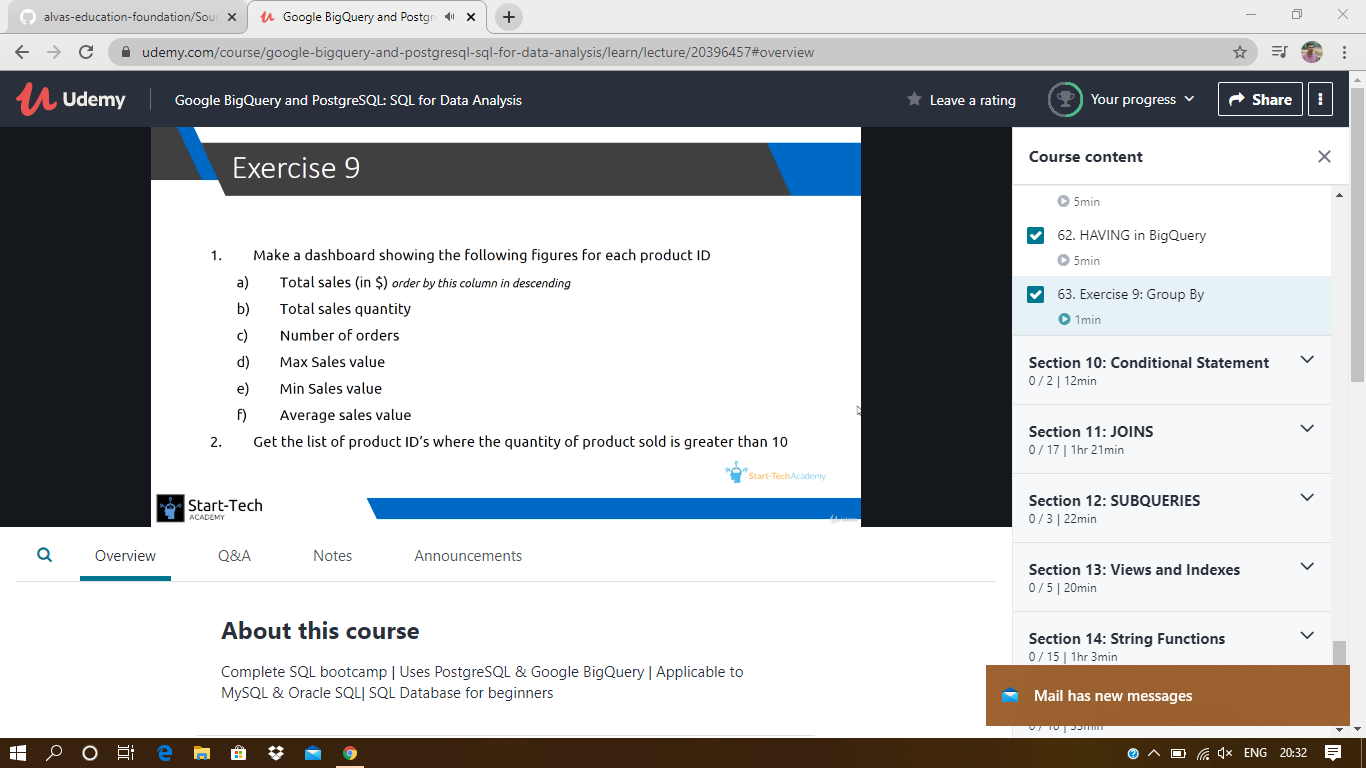 alvas-education-foundation/Sour
Google BigQuery and Postgr
udemy.com/course/google-bigquery-and-postgresql-sql-for-data-analysis/learn/lecture/20396457#overview
Udemy
Google BigQuery and PostgreSQL: SQL for Data Analysis
Leave a rating
Your progress
Share
Exercise 9
1. Make a dashboard showing the following figures for each product ID
a) Total sales (in $) order by this column in descending
b) Total sales quantity
c) Number of orders
d) Max Sales value
e) Min Sales value
f) Average sales value
2. Get the list of product ID's where the quantity of product sold is greater than 10
Start-Tech Academy
Start-Tech
ACADEMY
Course content
5min
62. HAVING in BigQuery
5min
63. Exercise 9: Group By
1min
Section 10: Conditional Statement
0 / 2 | 12min
Section 11: JOINS
0 / 17 | 1hr 21min
Section 12: SUBQUERIES
0 / 3 | 22min
Section 13: Views and Indexes
0 / 5 | 20min
Section 14: String Functions
0 / 15 | 1hr 3min
Overview
Q&A
Notes
Announcements
About this course
Complete SQL bootcamp | Uses PostgreSQL & Google BigQuery | Applicable to
MySQL & Oracle SQL| SQL Database for beginners
Mail has new messages
ENG
20:32